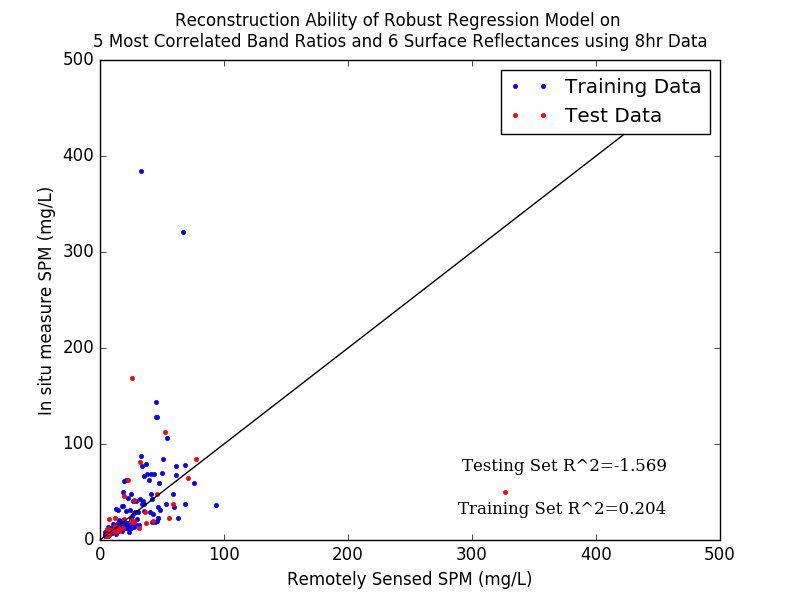 Reconstruction Ability of Robust Regression Model on
5 Most Correlated Band Ratios and 6 Surface Reflectances using 8hr Data
500
400
300
200
100
0
In situ measure SPM (mg/L)
Training Data
Test Data
Testing Set R^2=-1.569
Training Set R^2=0.204
0 100 200 300 400 500
Remotely Sensed SPM (mg/L)